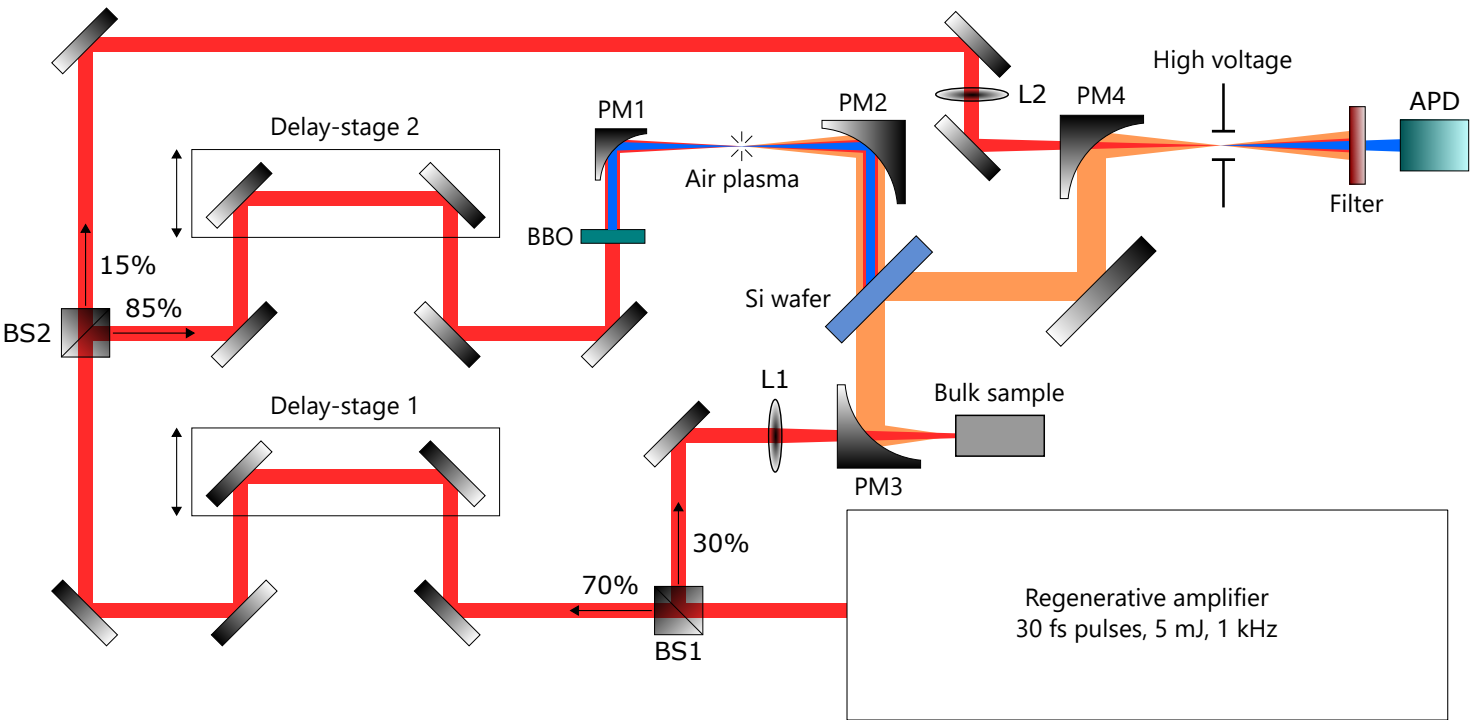 High voltage
L2
PM4
APD
PM1
PM2
Delay-stage 2
Air plasma
Filter
BBO
15%
85%
Si wafer
BS2
L1
Bulk sample
Delay-stage 1
PM3
30%
70%
Regenerative amplifier
30 fs pulses, 5 mJ, 1 kHz
BS1